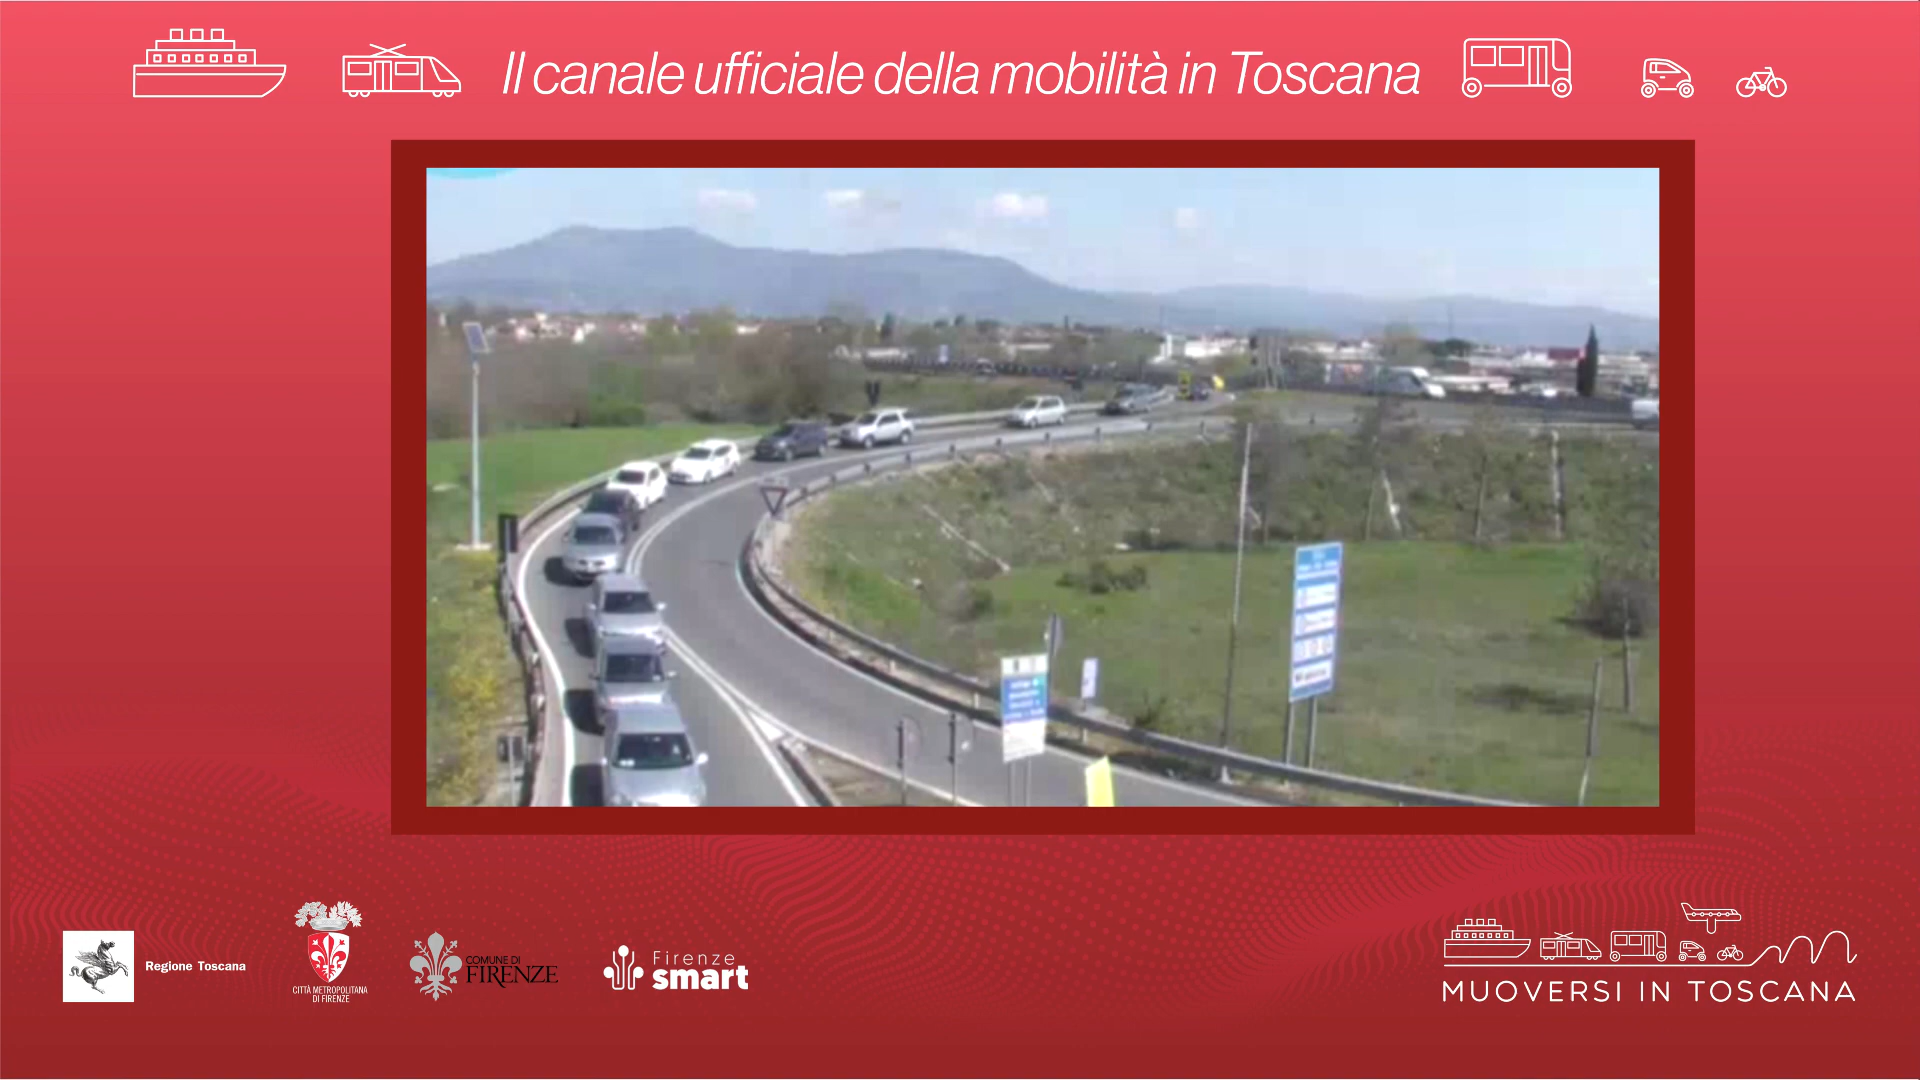 Il canale ufficiale della mobilità in Toscana
Regione Toscana
CITTÀ METROPOLITANA
DI FIRENZE
COMUNE DI
FIRENZE
Firenze
smart
MUOVERSI IN TOSCANA